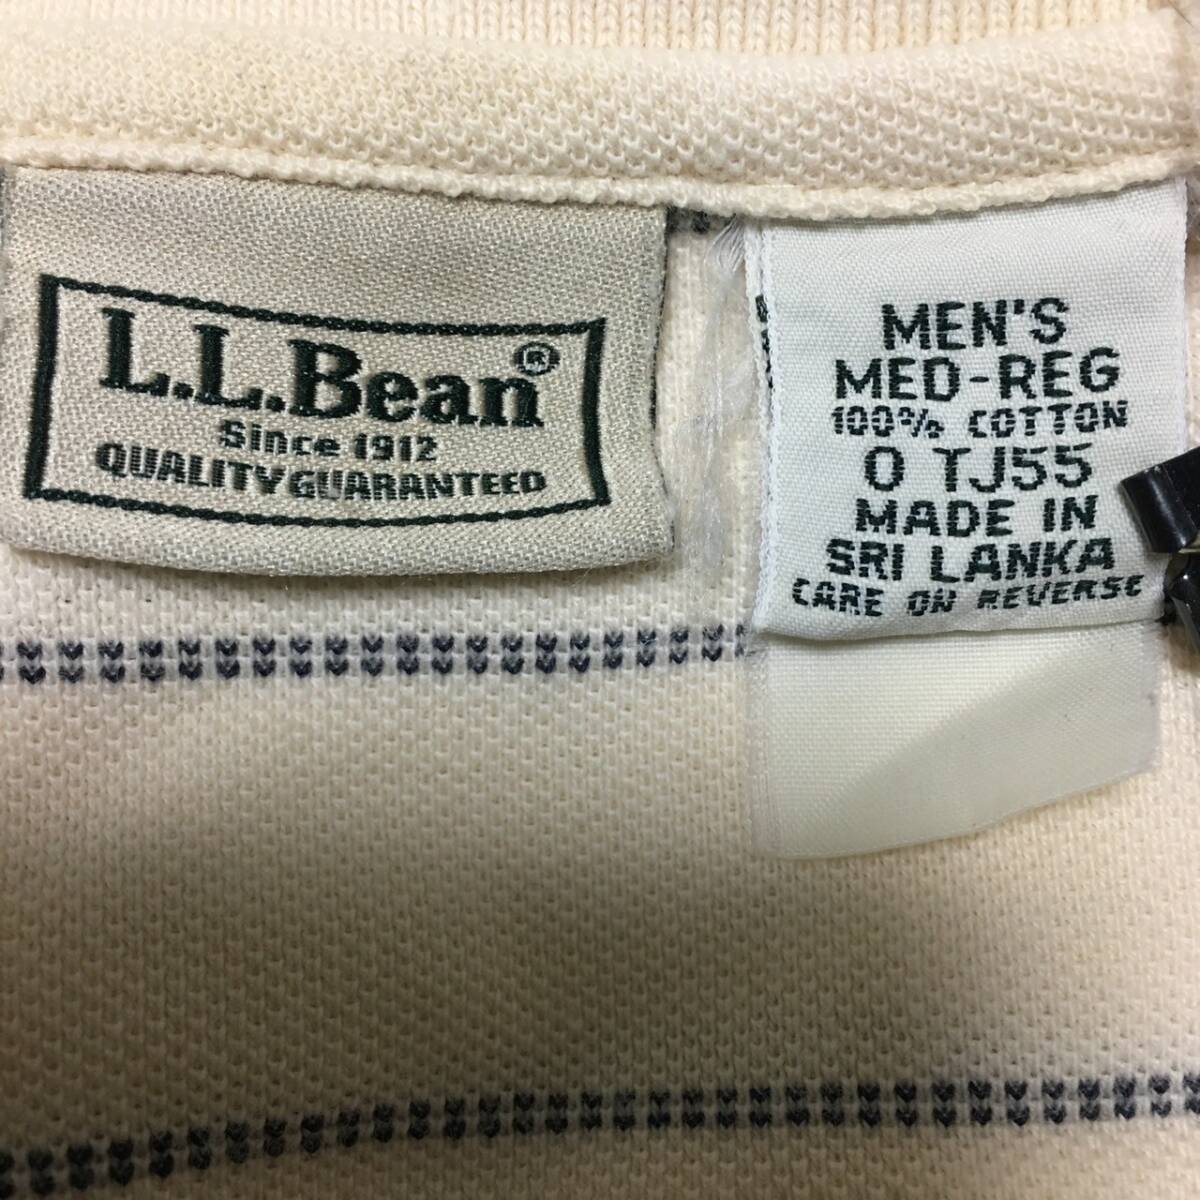 L.L.Bean®
Since 1912
QUALITY GUARANTEED
MEN'S
MED-REG
100% COTTON
0 TJ55
MADE IN
SRI LANKA
CARE ON REVERSE